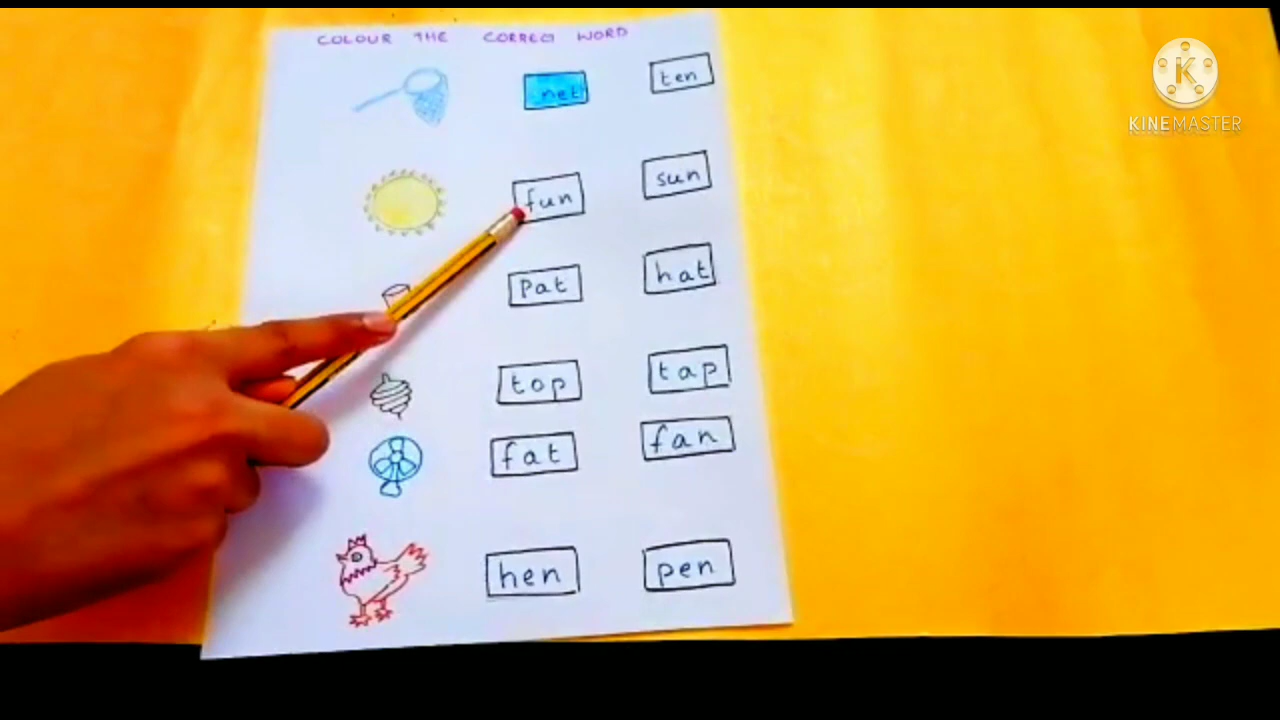 COLOUR THE CORRECT WORD
net ten
fun sun
pat hat
top tap
fat fan
hen pen
KINEMASTER